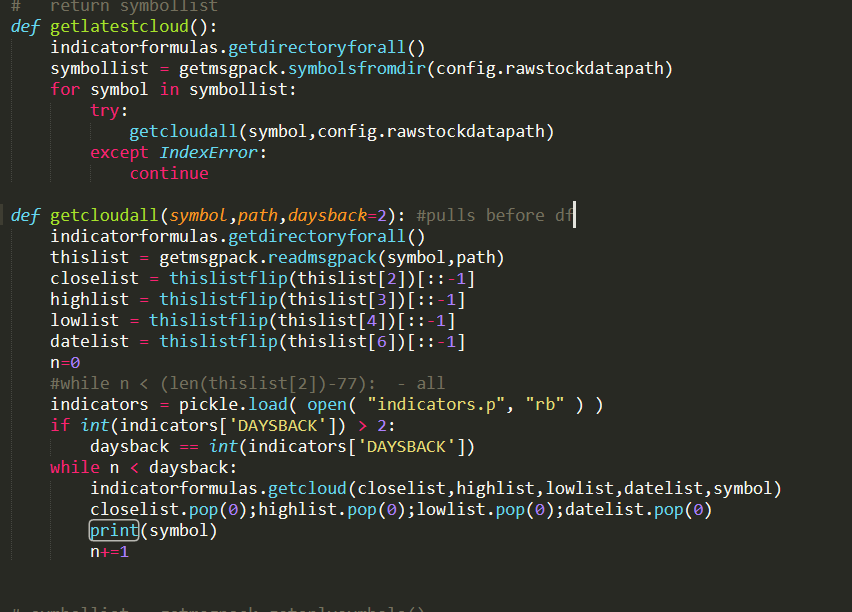 #   return symbollist
def getlatestcloud():
    indicatorformulas.getdirectoryforall()
    symbollist = getmsgpack.symbolsfromdir(config.rawstockdatapath)
    for symbol in symbollist:
        try:
            getcloudall(symbol,config.rawstockdatapath)
        except IndexError:
            continue

def getcloudall(symbol,path,daysback=2): #pulls before df
    indicatorformulas.getdirectoryforall()
    thislist = getmsgpack.readmsgpack(symbol,path)
    closelist = thislistflip(thislist[2])[::-1]
    highlist = thislistflip(thislist[3])[::-1]
    lowlist = thislistflip(thislist[4])[::-1]
    datelist = thislistflip(thislist[6])[::-1]
    n=0
    #while n < (len(thislist[2])-77):  - all
    indicators = pickle.load( open( "indicators.p", "rb" ) )
    if int(indicators['DAYSBACK']) > 2:
        daysback == int(indicators['DAYSBACK'])
    while n < daysback:
        indicatorformulas.getcloud(closelist,highlist,lowlist,datelist,symbol)
        closelist.pop(0);highlist.pop(0);lowlist.pop(0);datelist.pop(0)
        print(symbol)
        n+=1